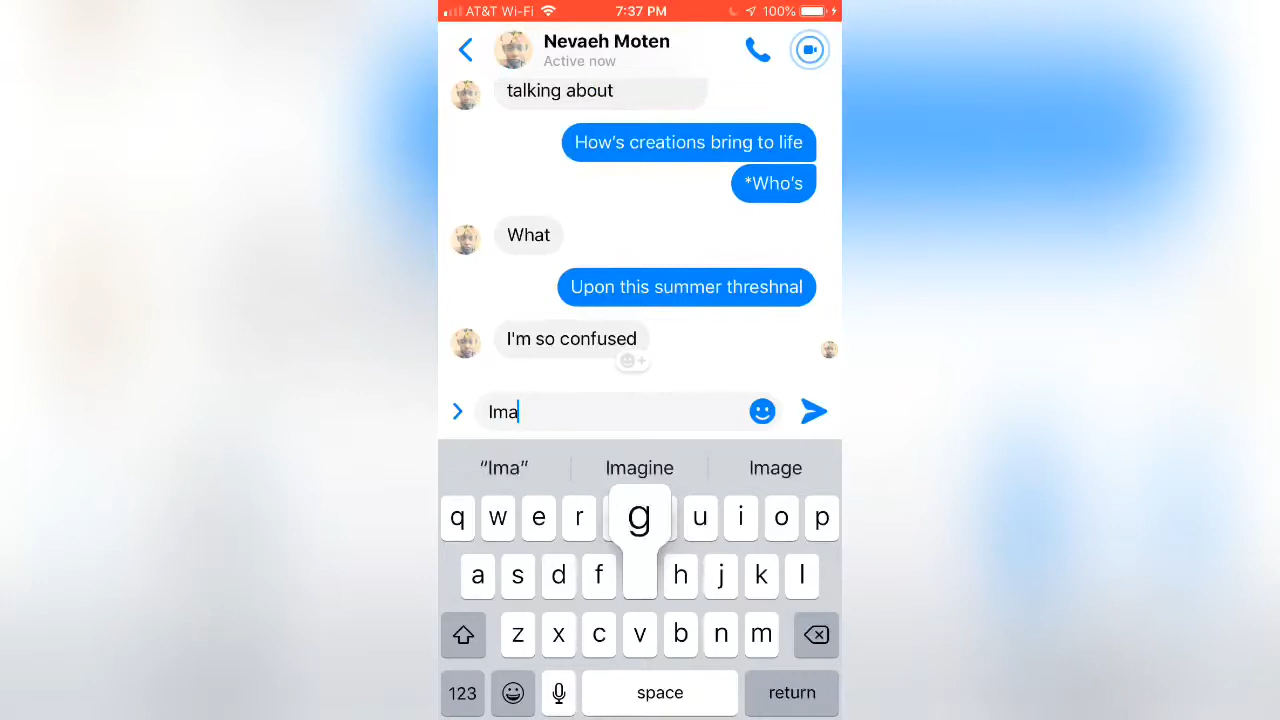 AT&T Wi-Fi 7:37 PM 100%
Nevaeh Moten
Active now
talking about
How's creations bring to life
*Who's
What
Upon this summer threshnal
I'm so confused
Ima
“Ima” Imagine Image
q w e r g u i o p
a s d f h j k l
z x c v b n m
123 space return